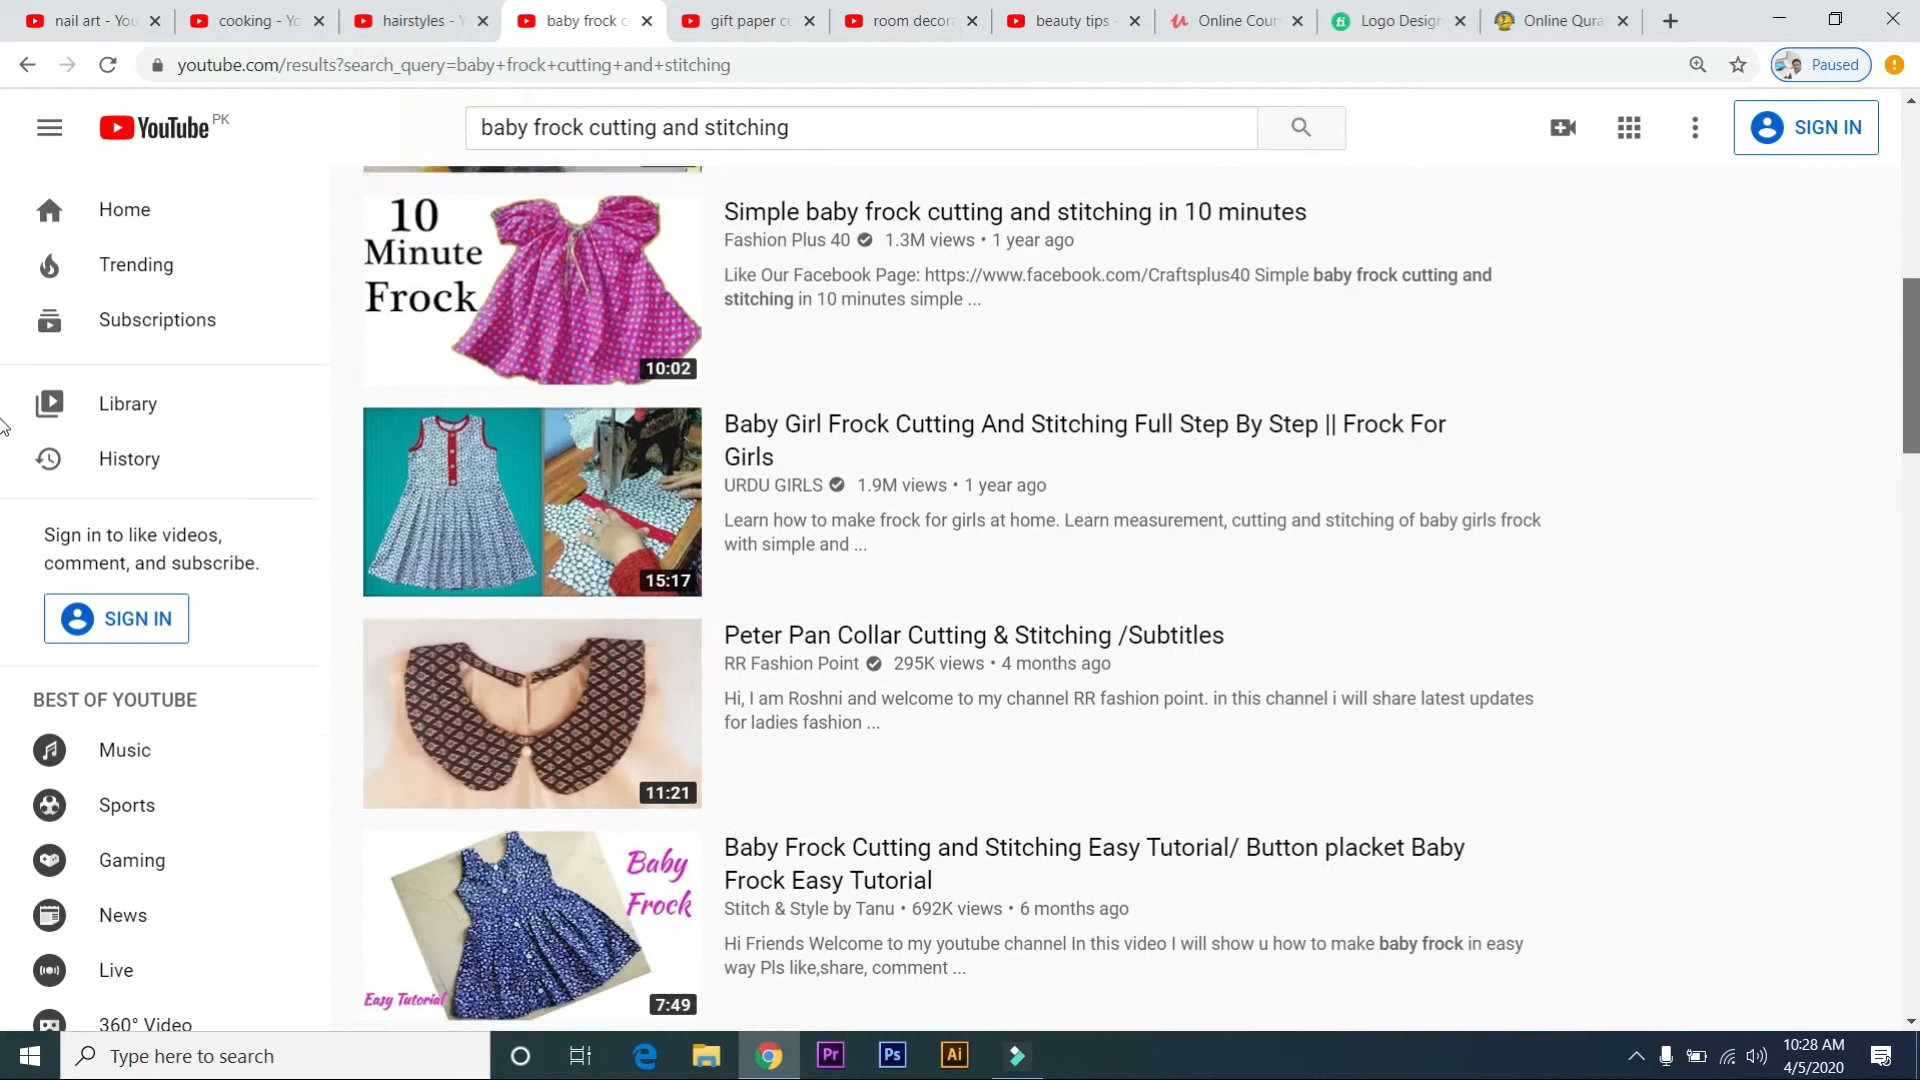 nail art - You
cooking - Yo
hairstyles - Y
baby frock c
gift paper cu
room decora
beauty tips -
Online Cour
Logo Design
Online Qura
youtube.com/results?search_query=baby+frock+cutting+and+stitching
Paused
YouTube PK
baby frock cutting and stitching
SIGN IN
Home
Trending
Subscriptions
Library
History
Sign in to like videos,
comment, and subscribe.
SIGN IN
BEST OF YOUTUBE
Music
Sports
Gaming
News
Live
360° Video
10
Minute
Frock
10:02
Simple baby frock cutting and stitching in 10 minutes
Fashion Plus 40 1.3M views • 1 year ago
Like Our Facebook Page: https://www.facebook.com/Craftsplus40 Simple baby frock cutting and
stitching in 10 minutes simple ...
15:17
Baby Girl Frock Cutting And Stitching Full Step By Step || Frock For
Girls
URDU GIRLS 1.9M views • 1 year ago
Learn how to make frock for girls at home. Learn measurement, cutting and stitching of baby girls frock
with simple and ...
11:21
Peter Pan Collar Cutting & Stitching /Subtitles
RR Fashion Point 295K views • 4 months ago
Hi, I am Roshni and welcome to my channel RR fashion point. in this channel i will share latest updates
for ladies fashion ...
Baby
Frock
Easy Tutorial
7:49
Baby Frock Cutting and Stitching Easy Tutorial/ Button placket Baby
Frock Easy Tutorial
Stitch & Style by Tanu • 692K views • 6 months ago
Hi Friends Welcome to my youtube channel In this video I will show u how to make baby frock in easy
way Pls like,share, comment ...
Type here to search
Pr
Ps
Ai
10:28 AM
4/5/2020